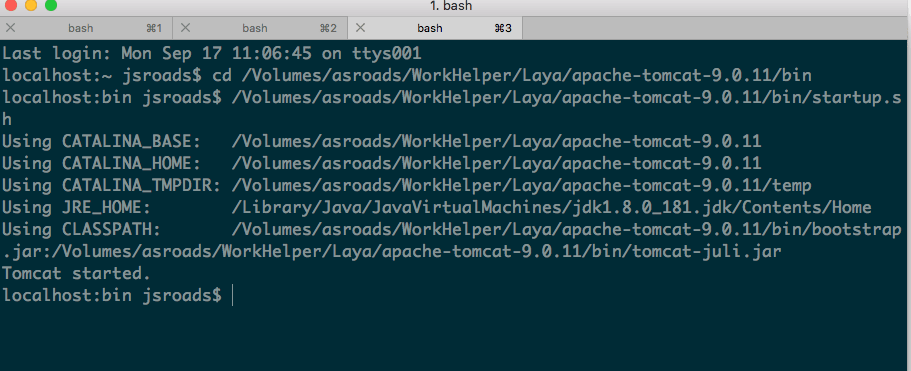 1. bash
bash ⌘1 bash ⌘2 bash ⌘3
Last login: Mon Sep 17 11:06:45 on ttys001
localhost:~ jsroads$ cd /Volumes/asroads/WorkHelper/Laya/apache-tomcat-9.0.11/bin
localhost:bin jsroads$ /Volumes/asroads/WorkHelper/Laya/apache-tomcat-9.0.11/bin/startup.s
h
Using CATALINA_BASE:   /Volumes/asroads/WorkHelper/Laya/apache-tomcat-9.0.11
Using CATALINA_HOME:   /Volumes/asroads/WorkHelper/Laya/apache-tomcat-9.0.11
Using CATALINA_TMPDIR: /Volumes/asroads/WorkHelper/Laya/apache-tomcat-9.0.11/temp
Using JRE_HOME:        /Library/Java/JavaVirtualMachines/jdk1.8.0_181.jdk/Contents/Home
Using CLASSPATH:       /Volumes/asroads/WorkHelper/Laya/apache-tomcat-9.0.11/bin/bootstrap
.jar:/Volumes/asroads/WorkHelper/Laya/apache-tomcat-9.0.11/bin/tomcat-juli.jar
Tomcat started.
localhost:bin jsroads$